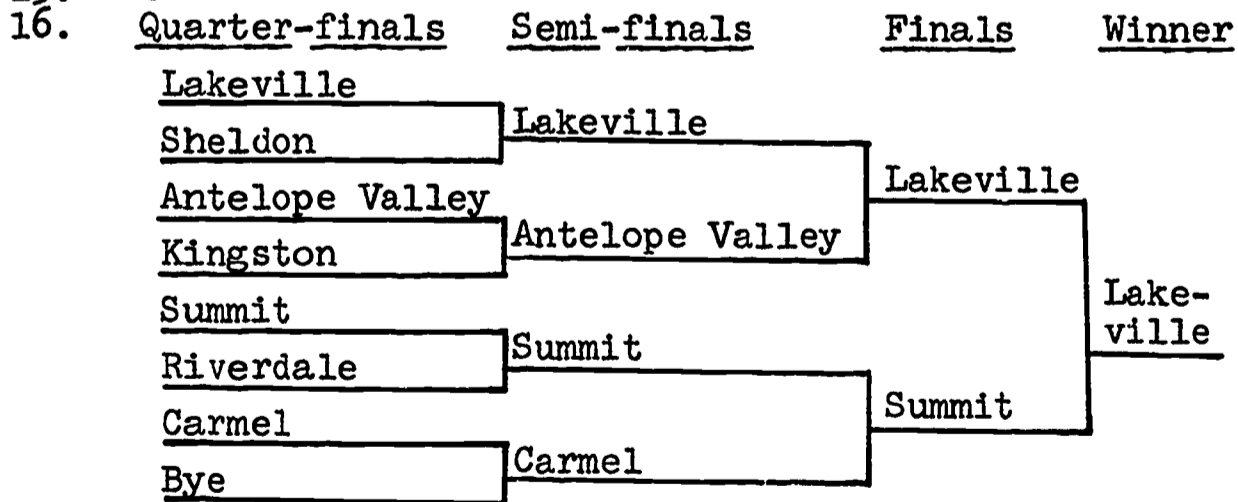 16. Quarter-finals Semi-finals Finals Winner
Lakeville
Sheldon
Lakeville
Antelope Valley
Kingston
Antelope Valley
Lakeville
Summit
Riverdale
Summit
Carmel
Bye
Carmel
Summit
Lake-
ville